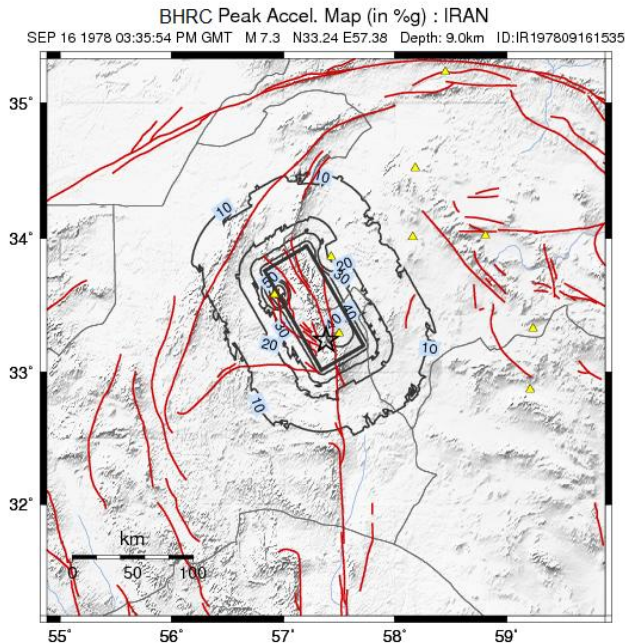 BHRC Peak Accel. Map (in %g) : IRAN
SEP 16 1978 03:35:54 PM GMT M 7.3 N33.24 E57.38 Depth: 9.0km ID:IR197809161535
35°
10
10
34°
20
30
40
30
20
10
33°
10
32°
km
0 50 100
55° 56° 57° 58° 59°